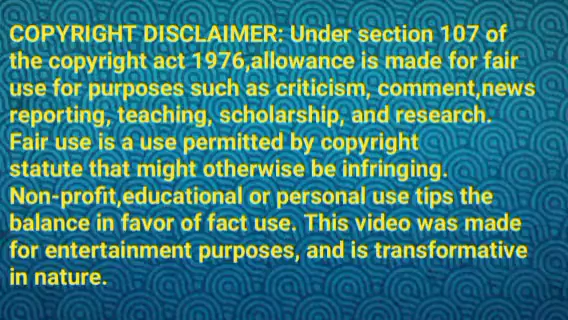 COPYRIGHT DISCLAIMER: Under section 107 of
the copyright act 1976,allowance is made for fair
use for purposes such as criticism, comment,news
reporting, teaching, scholarship, and research.
Fair use is a use permitted by copyright
statute that might otherwise be infringing.
Non-profit,educational or personal use tips the
balance in favor of fact use. This video was made
for entertainment purposes, and is transformative
in nature.